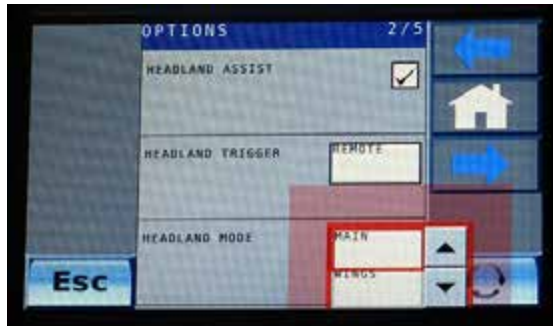 OPTIONS 2/5
HEADLAND ASSIST
HEADLAND TRIGGER REMOTE
HEADLAND MODE MAIN
WINGS
Esc